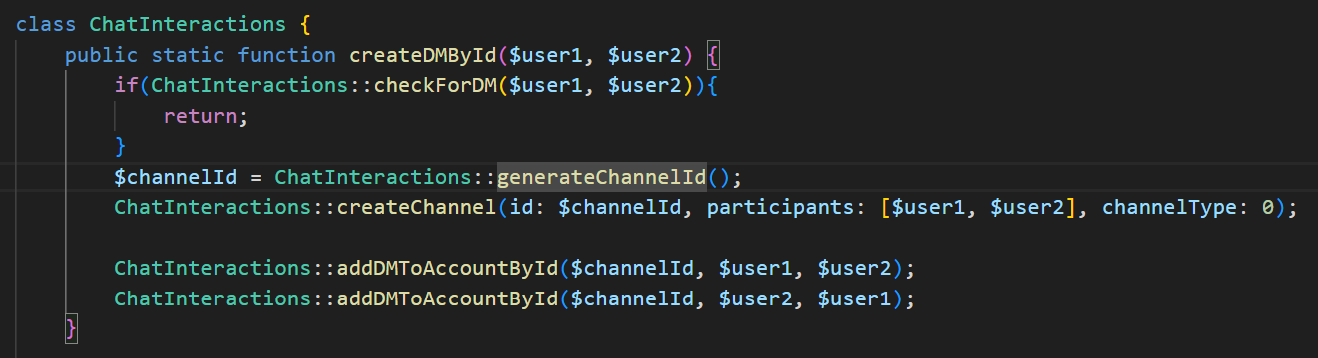 class ChatInteractions {
    public static function createDMById($user1, $user2) {
        if(ChatInteractions::checkForDM($user1, $user2)){
            return;
        }
        $channelId = ChatInteractions::generateChannelId();
        ChatInteractions::createChannel(id: $channelId, participants: [$user1, $user2], channelType: 0);

        ChatInteractions::addDMToAccountById($channelId, $user1, $user2);
        ChatInteractions::addDMToAccountById($channelId, $user2, $user1);
    }